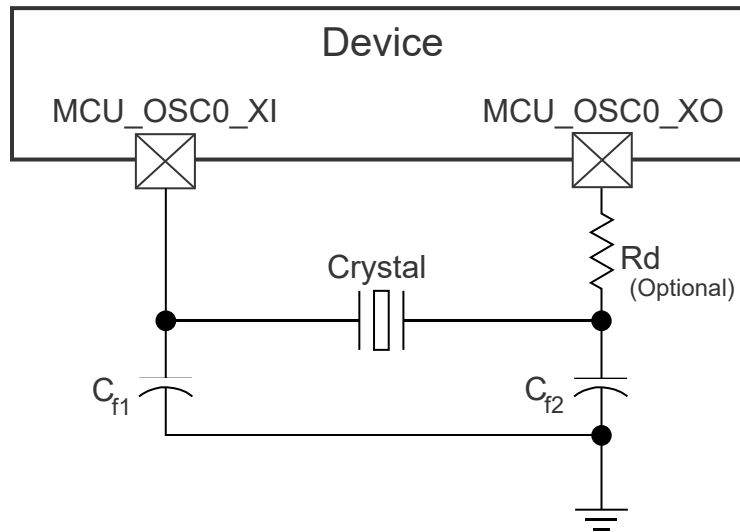 Device
MCU_OSC0_XI
MCU_OSC0_XO
Crystal
Rd
(Optional)
Cf1
Cf2